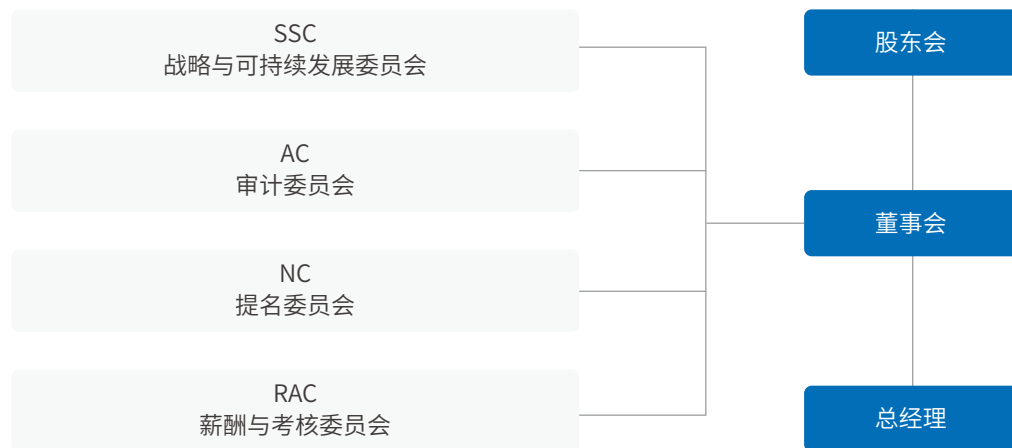 SSC
战略与可持续发展委员会
AC
审计委员会
NC
提名委员会
RAC
薪酬与考核委员会
股东会
董事会
总经理